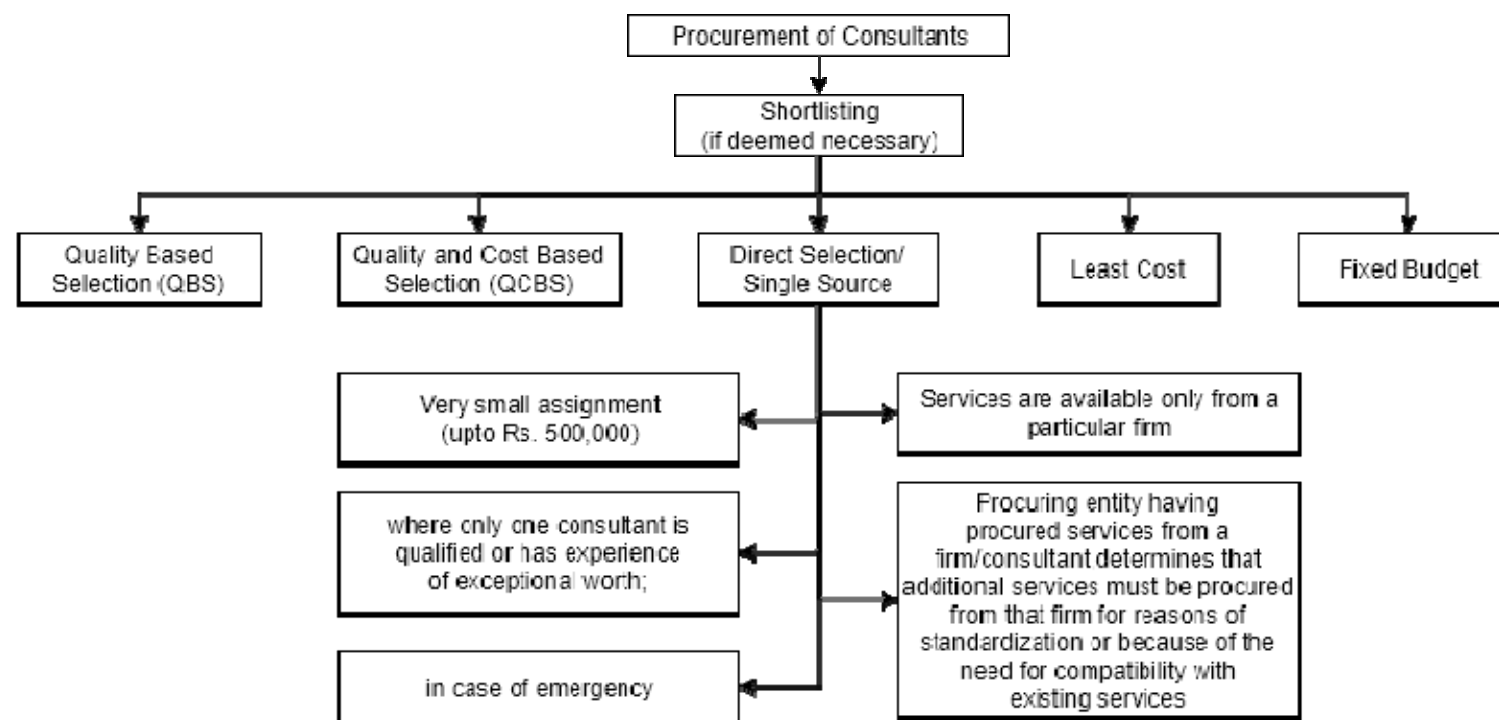 Procurement of Consultants
Shortlisting
(if deemed necessary)
Quality Based
Selection (QBS)
Quality and Cost Based
Selection (QCBS)
Direct Selection/
Single Source
Least Cost
Fixed Budget
Very small assignment
(upto Rs. 500,000)
Services are available only from a
particular firm
where only one consultant is
qualified or has experience
of exceptional worth;
Procuring entity having
procured services from a
firm/consultant determines that
additional services must be procured
from that firm for reasons of
standardization or because of the
need for compatibility with
existing services
in case of emergency